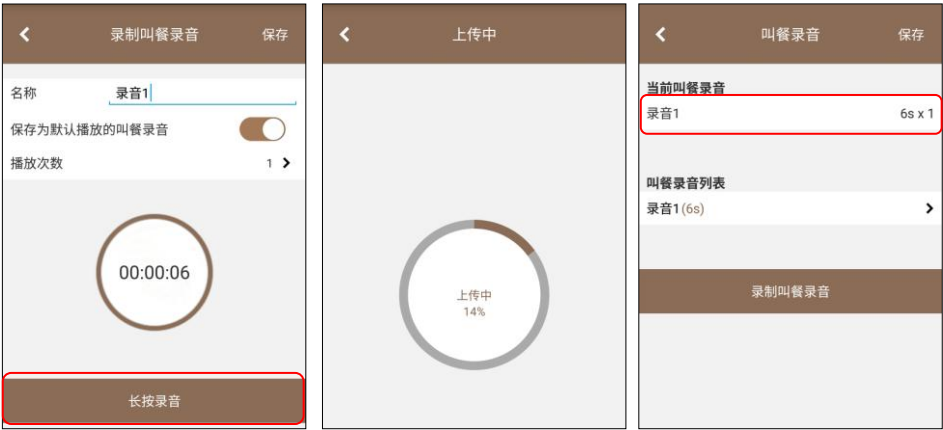 录制叫餐录音 保存
名称 录音1
保存为默认播放的叫餐录音
播放次数 1
00:00:06
长按录音
上传中
上传中
14%
叫餐录音 保存
当前叫餐录音
录音1 6s x 1
叫餐录音列表
录音1(6s)
录制叫餐录音